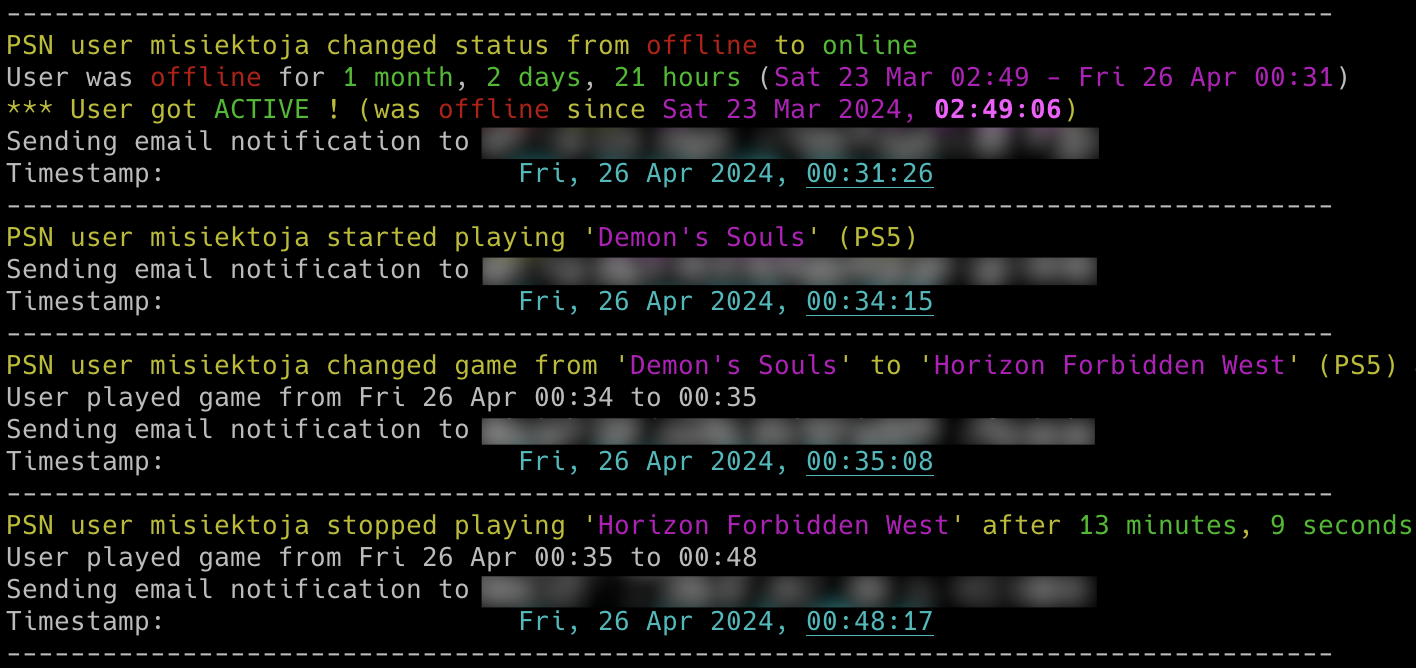 -----------------------------------------------------------------------------------
PSN user misiektoja changed status from offline to online
User was offline for 1 month, 2 days, 21 hours (Sat 23 Mar 02:49 - Fri 26 Apr 00:31)
*** User got ACTIVE ! (was offline since Sat 23 Mar 2024, 02:49:06)
Sending email notification to
Timestamp: Fri, 26 Apr 2024, 00:31:26
-----------------------------------------------------------------------------------
PSN user misiektoja started playing 'Demon's Souls' (PS5)
Sending email notification to
Timestamp: Fri, 26 Apr 2024, 00:34:15
-----------------------------------------------------------------------------------
PSN user misiektoja changed game from 'Demon's Souls' to 'Horizon Forbidden West' (PS5)
User played game from Fri 26 Apr 00:34 to 00:35
Sending email notification to
Timestamp: Fri, 26 Apr 2024, 00:35:08
-----------------------------------------------------------------------------------
PSN user misiektoja stopped playing 'Horizon Forbidden West' after 13 minutes, 9 seconds
User played game from Fri 26 Apr 00:35 to 00:48
Sending email notification to
Timestamp: Fri, 26 Apr 2024, 00:48:17
-----------------------------------------------------------------------------------